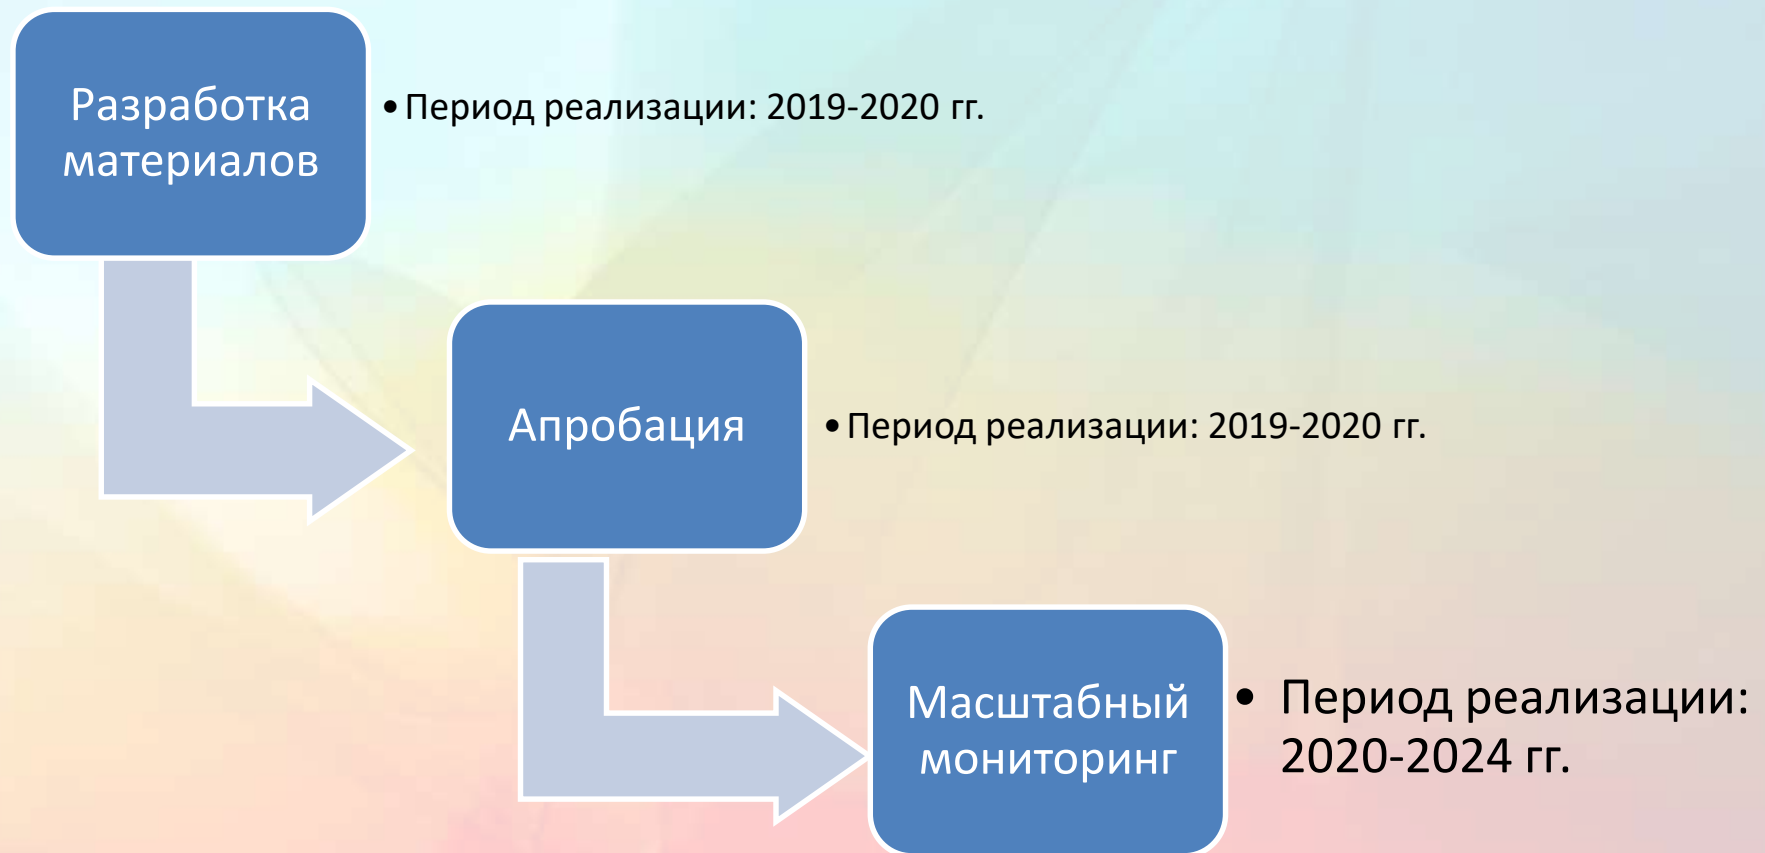 Разработка
материалов
• Период реализации: 2019-2020 гг.
Апробация
• Период реализации: 2019-2020 гг.
Масштабный
мониторинг
• Период реализации:
2020-2024 гг.